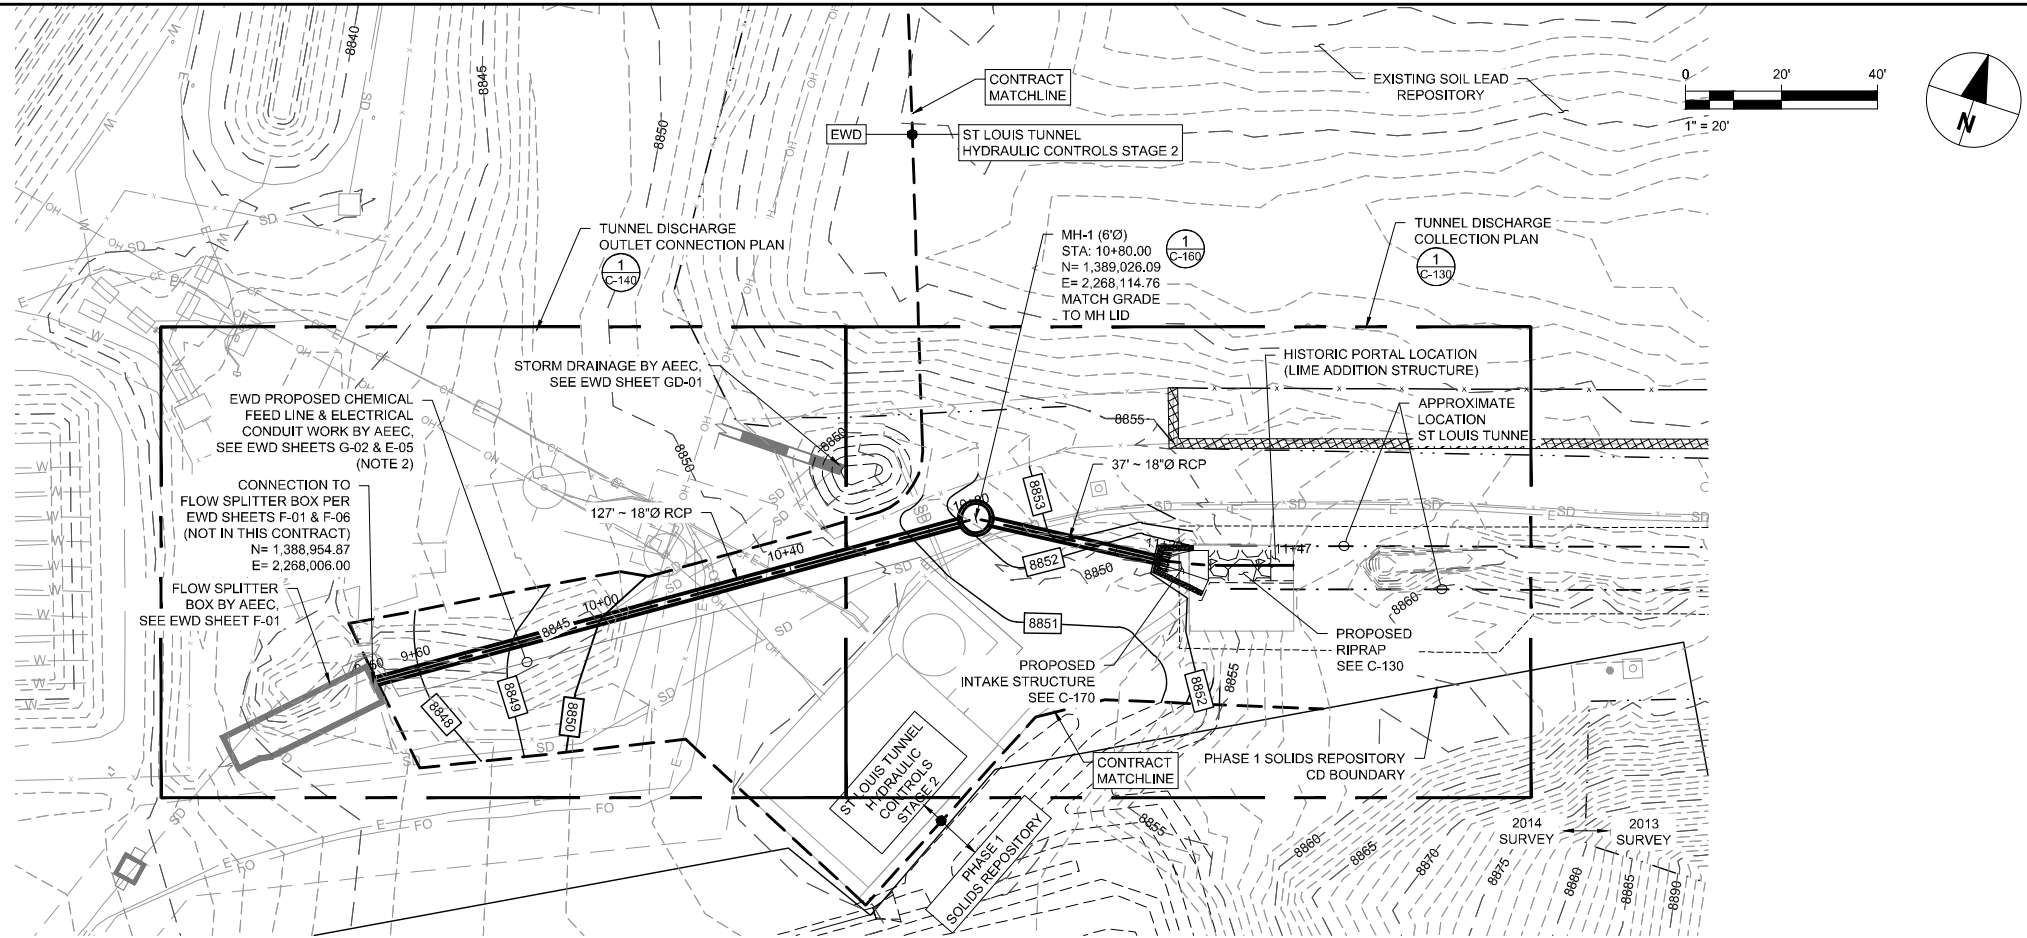 0 20' 40'
1" = 20'
N
CONTRACT
MATCHLINE
EXISTING SOIL LEAD
REPOSITORY
EWD
ST LOUIS TUNNEL
HYDRAULIC CONTROLS STAGE 2
8840
8845
8850
TUNNEL DISCHARGE
OUTLET CONNECTION PLAN
1
C-140
MH-1 (6'Ø)
STA: 10+80.00
N= 1,389,026.09
E= 2,268,114.76
MATCH GRADE
TO MH LID
1
C-160
TUNNEL DISCHARGE
COLLECTION PLAN
1
C-130
STORM DRAINAGE BY AEEC,
SEE EWD SHEET GD-01
HISTORIC PORTAL LOCATION
(LIME ADDITION STRUCTURE)
EWD PROPOSED CHEMICAL
FEED LINE & ELECTRICAL
CONDUIT WORK BY AEEC,
SEE EWD SHEETS G-02 & E-05
(NOTE 2)
APPROXIMATE
LOCATION
ST LOUIS TUNNEL
8855
8860
8850
37' ~ 18"Ø RCP
CONNECTION TO
FLOW SPLITTER BOX PER
EWD SHEETS F-01 & F-06
(NOT IN THIS CONTRACT)
N= 1,388,954.87
E= 2,268,006.00
127' ~ 18"Ø RCP
10+80
8853
10+40
8852
8850
11+47
FLOW SPLITTER
BOX BY AEEC,
SEE EWD SHEET F-01
10+00
8845
9+60
8851
8860
PROPOSED
RIPRAP
SEE C-130
PROPOSED
INTAKE STRUCTURE
SEE C-170
8848
8849
8850
8852
8855
ST LOUIS TUNNEL
HYDRAULIC
CONTROLS
STAGE 2
CONTRACT
MATCHLINE
PHASE 1 SOLIDS REPOSITORY
CD BOUNDARY
PHASE 1
SOLIDS REPOSITORY
8855
8860
8865
8870
8875
8880
8885
8890
2014
SURVEY
2013
SURVEY